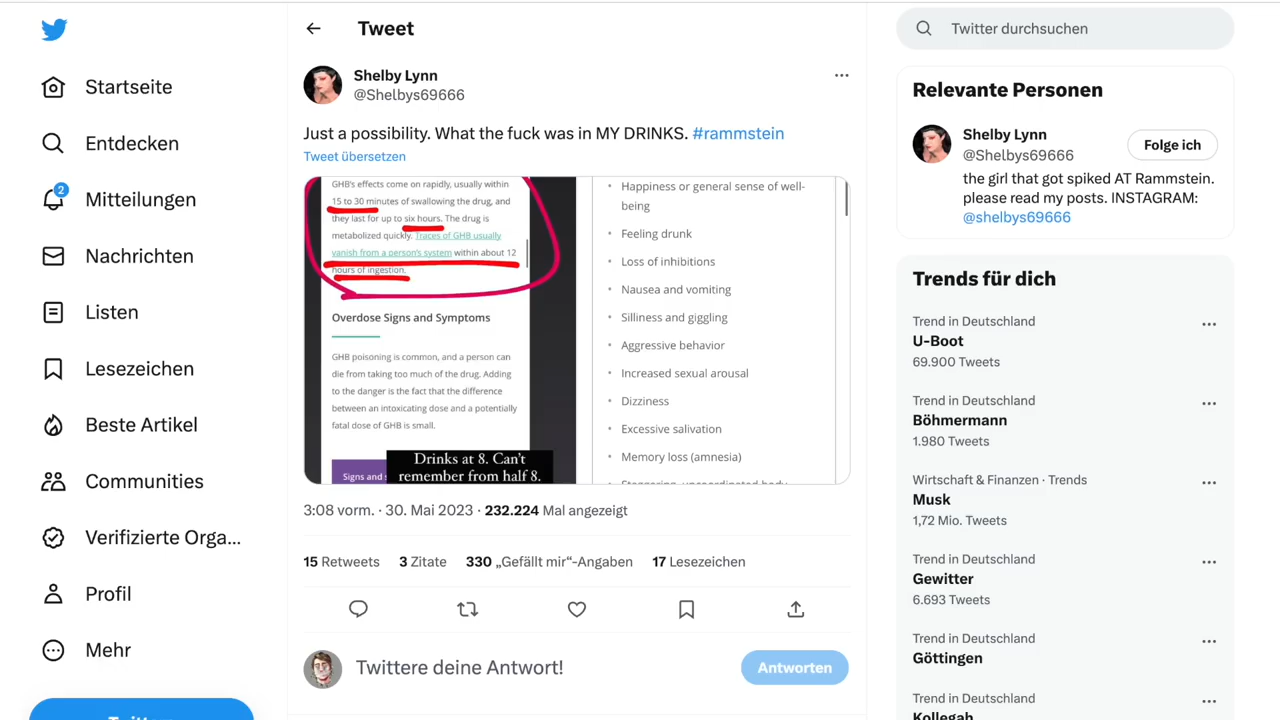 Startseite
Entdecken
2
Mitteilungen
Nachrichten
Listen
Lesezeichen
Beste Artikel
Communities
Verifizierte Orga...
Profil
Mehr
Tweet
Shelby Lynn
@Shelbys69666
Just a possibility. What the fuck was in MY DRINKS. #rammstein
Tweet übersetzen
GHB's effects come on rapidly, usually within
15 to 30 minutes of swallowing the drug, and
they last for up to six hours. The drug is
metabolized quickly. Traces of GHB usually
vanish from a person's system within about 12
hours of ingestion.
Overdose Signs and Symptoms
GHB poisoning is common, and a person can
die from taking too much of the drug. Adding
to the danger is the fact that the difference
between an intoxicating dose and a potentially
fatal dose of GHB is small.
Signs and
Drinks at 8. Can't
remember from half 8.
• Happiness or general sense of well-
being
• Feeling drunk
• Loss of inhibitions
• Nausea and vomiting
• Silliness and giggling
• Aggressive behavior
• Increased sexual arousal
• Dizziness
• Excessive salivation
• Memory loss (amnesia)
3:08 vorm. · 30. Mai 2023 · 232.224 Mal angezeigt
15 Retweets 3 Zitate 330 „Gefällt mir“-Angaben 17 Lesezeichen
Twittere deine Antwort!
Antworten
Twitter durchsuchen
Relevante Personen
Shelby Lynn
@Shelbys69666
Folge ich
the girl that got spiked AT Rammstein.
please read my posts. INSTAGRAM:
@shelbys69666
Trends für dich
Trend in Deutschland
U-Boot
69.900 Tweets
Trend in Deutschland
Böhmermann
1.980 Tweets
Wirtschaft & Finanzen · Trends
Musk
1,72 Mio. Tweets
Trend in Deutschland
Gewitter
6.693 Tweets
Trend in Deutschland
Göttingen
Trend in Deutschland
Kollegah